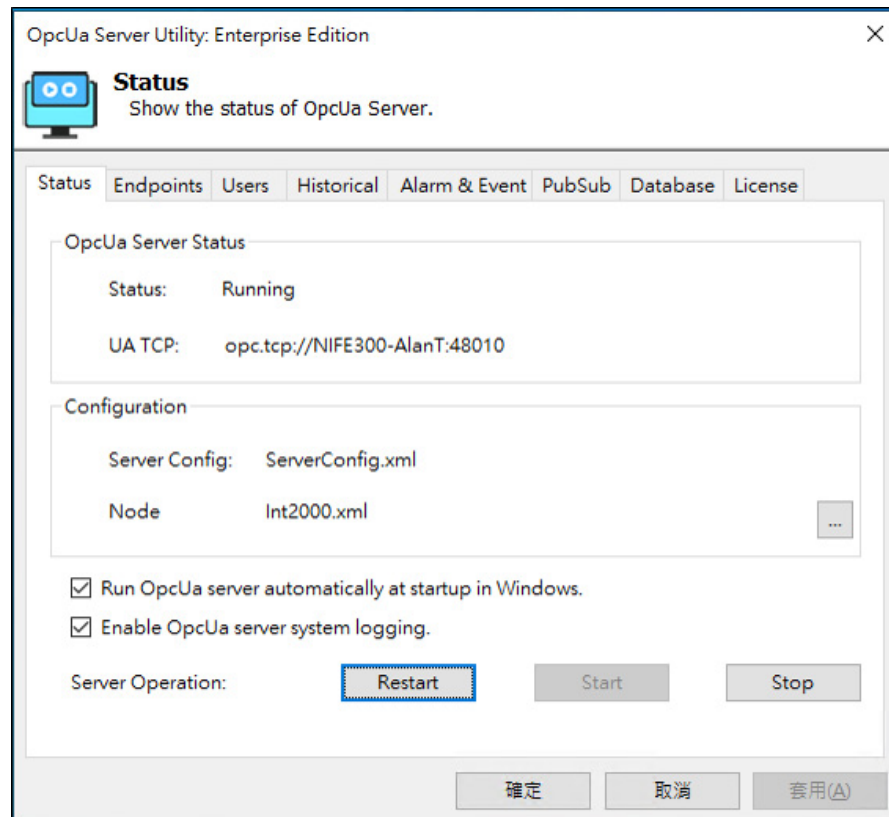 OpcUa Server Utility: Enterprise Edition
Status
Show the status of OpcUa Server.
Status Endpoints Users Historical Alarm & Event PubSub Database License
OpcUa Server Status
Status: Running
UA TCP: opc.tcp://NIFE300-AlanT:48010
Configuration
Server Config: ServerConfig.xml
Node Int2000.xml
...
Run OpcUa server automatically at startup in Windows.
Enable OpcUa server system logging.
Server Operation: Restart Start Stop
確定 取消 套用(A)